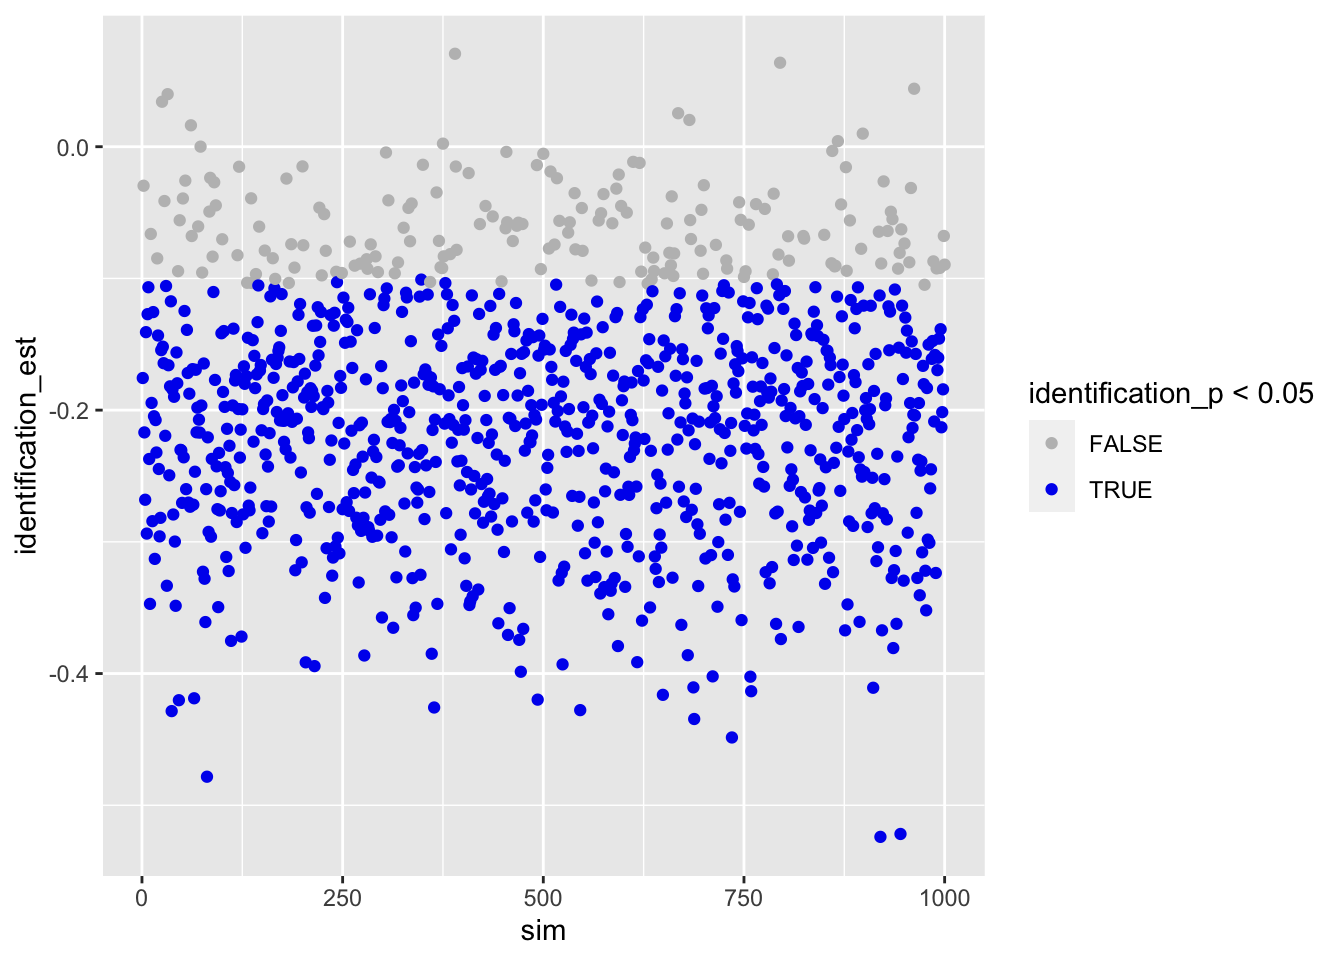 identification_est
0.0
-0.2
-0.4
0
250
500
750
1000
sim
identification_p < 0.05
FALSE
TRUE